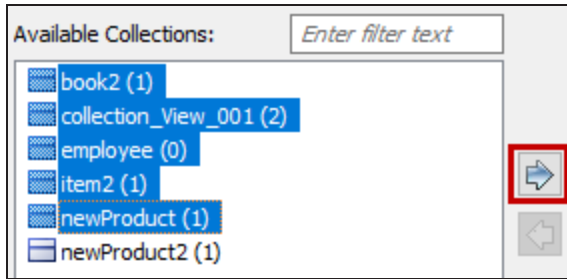 Available Collections: Enter filter text
book2 (1)
collection_View_001 (2)
employee (0)
item2 (1)
newProduct (1)
newProduct2 (1)